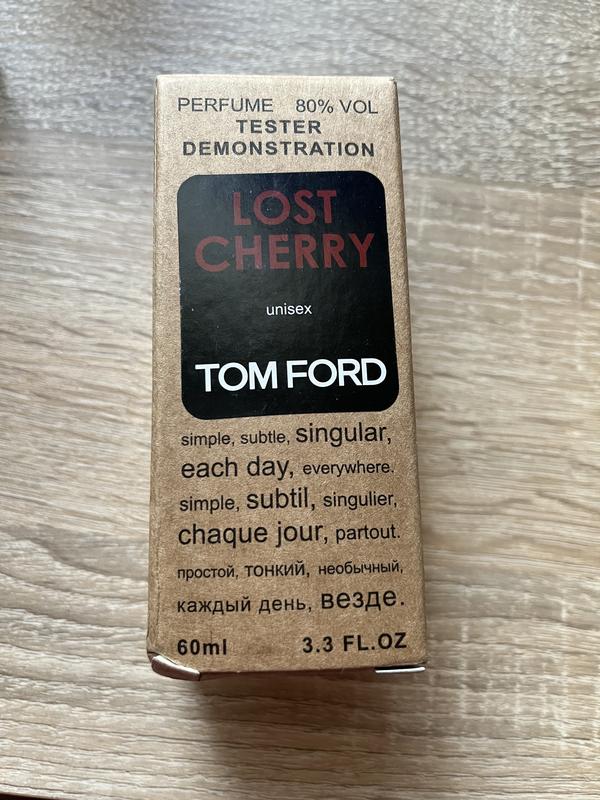 PERFUME 80% VOL
TESTER
DEMONSTRATION
LOST
CHERRY
unisex
TOM FORD
simple, subtle, singular,
each day, everywhere.
simple, subtil, singulier,
chaque jour, partout.
простой, тонкий, необычный,
каждый день, везде.
60ml 3.3 FL.OZ